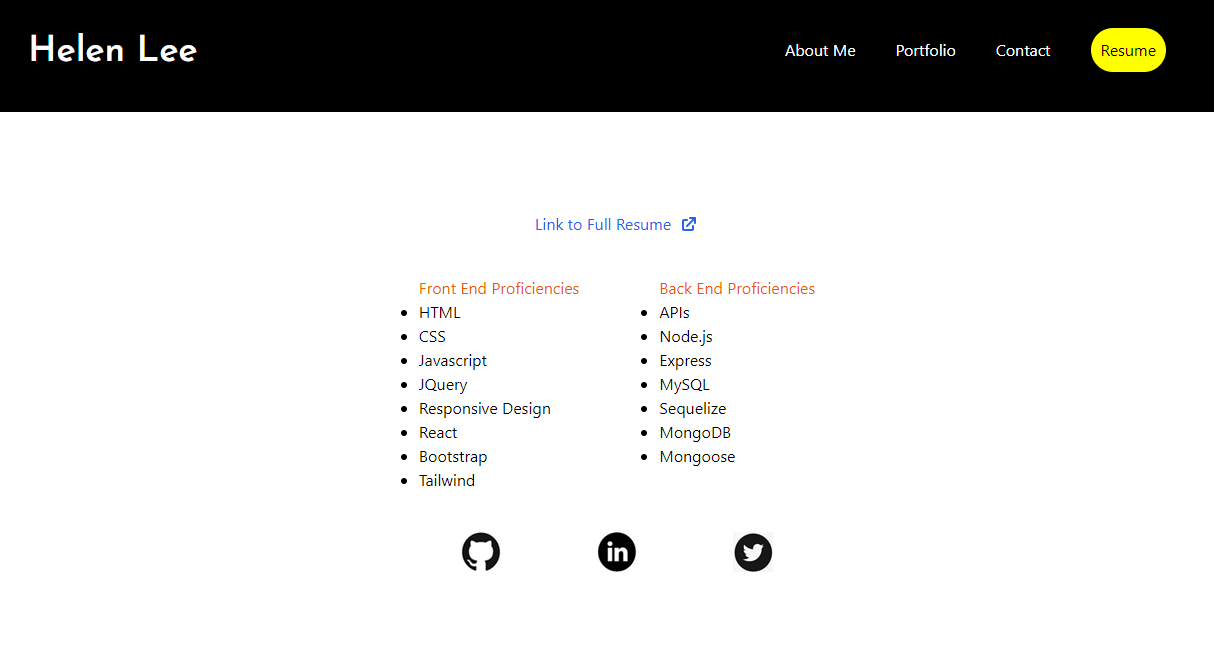 Helen Lee
About Me
Portfolio
Contact
Resume
Link to Full Resume
Front End Proficiencies
HTML
CSS
Javascript
JQuery
Responsive Design
React
Bootstrap
Tailwind
Back End Proficiencies
APIs
Node.js
Express
MySQL
Sequelize
MongoDB
Mongoose
in